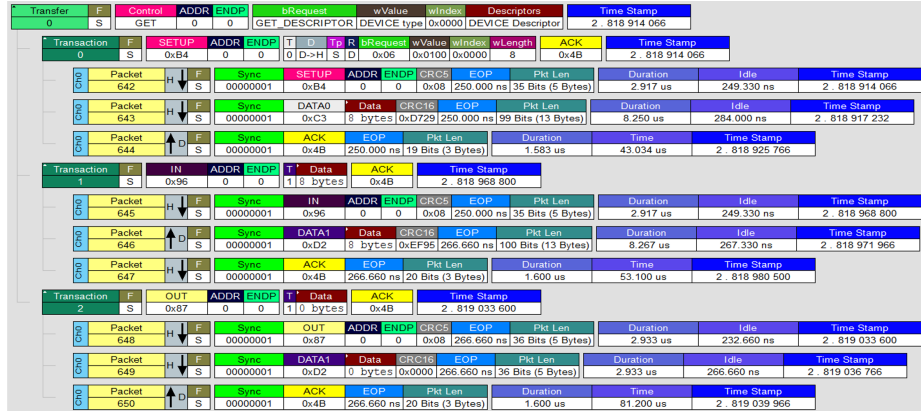 Transfer F Control ADDR ENDP bRequest wValue wIndex Descriptors Time Stamp
0 S GET 0 0 GET_DESCRIPTOR DEVICE type 0x0000 DEVICE Descriptor 2 . 818 914 066
Transaction F SETUP ADDR ENDP T D Tp R bRequest wValue wIndex wLength ACK Time Stamp
0 S 0xB4 0 0 0 D->H S D 0x06 0x0100 0x0000 8 0x4B 2 . 818 914 066
Ch0 Packet H F Sync SETUP ADDR ENDP CRC5 EOP Pkt Len Duration Idle Time Stamp
642 S 00000001 0xB4 0 0 0x08 250.000 ns 35 Bits (5 Bytes) 2.917 us 249.330 ns 2 . 818 914 066
Ch0 Packet H F Sync DATA0 Data CRC16 EOP Pkt Len Duration Idle Time Stamp
643 S 00000001 0xC3 8 bytes 0xD729 250.000 ns 99 Bits (13 Bytes) 8.250 us 284.000 ns 2 . 818 917 232
Ch0 Packet D F Sync ACK EOP Pkt Len Duration Time Time Stamp
644 S 00000001 0x4B 250.000 ns 19 Bits (3 Bytes) 1.583 us 43.034 us 2 . 818 925 766
Transaction F IN ADDR ENDP T Data ACK Time Stamp
1 S 0x96 0 0 1 8 bytes 0x4B 2 . 818 968 800
Ch0 Packet H F Sync IN ADDR ENDP CRC5 EOP Pkt Len Duration Idle Time Stamp
645 S 00000001 0x96 0 0 0x08 250.000 ns 35 Bits (5 Bytes) 2.917 us 249.330 ns 2 . 818 968 800
Ch0 Packet D F Sync DATA1 Data CRC16 EOP Pkt Len Duration Idle Time Stamp
646 S 00000001 0xD2 8 bytes 0xEF95 266.660 ns 100 Bits (13 Bytes) 8.267 us 267.330 ns 2 . 818 971 966
Ch0 Packet H F Sync ACK EOP Pkt Len Duration Time Time Stamp
647 S 00000001 0x4B 266.660 ns 20 Bits (3 Bytes) 1.600 us 53.100 us 2 . 818 980 500
Transaction F OUT ADDR ENDP T Data ACK Time Stamp
2 S 0x87 0 0 1 0 bytes 0x4B 2 . 819 033 600
Ch0 Packet H F Sync OUT ADDR ENDP CRC5 EOP Pkt Len Duration Idle Time Stamp
648 S 00000001 0x87 0 0 0x08 266.660 ns 36 Bits (5 Bytes) 2.933 us 232.660 ns 2 . 819 033 600
Ch0 Packet H F Sync DATA1 Data CRC16 EOP Pkt Len Duration Idle Time Stamp
649 S 00000001 0xD2 0 bytes 0x0000 266.660 ns 36 Bits (5 Bytes) 2.933 us 266.660 ns 2 . 819 036 766
Ch0 Packet D F Sync ACK EOP Pkt Len Duration Time Time Stamp
650 S 00000001 0x4B 266.660 ns 20 Bits (3 Bytes) 1.600 us 81.200 us 2 . 819 039 966